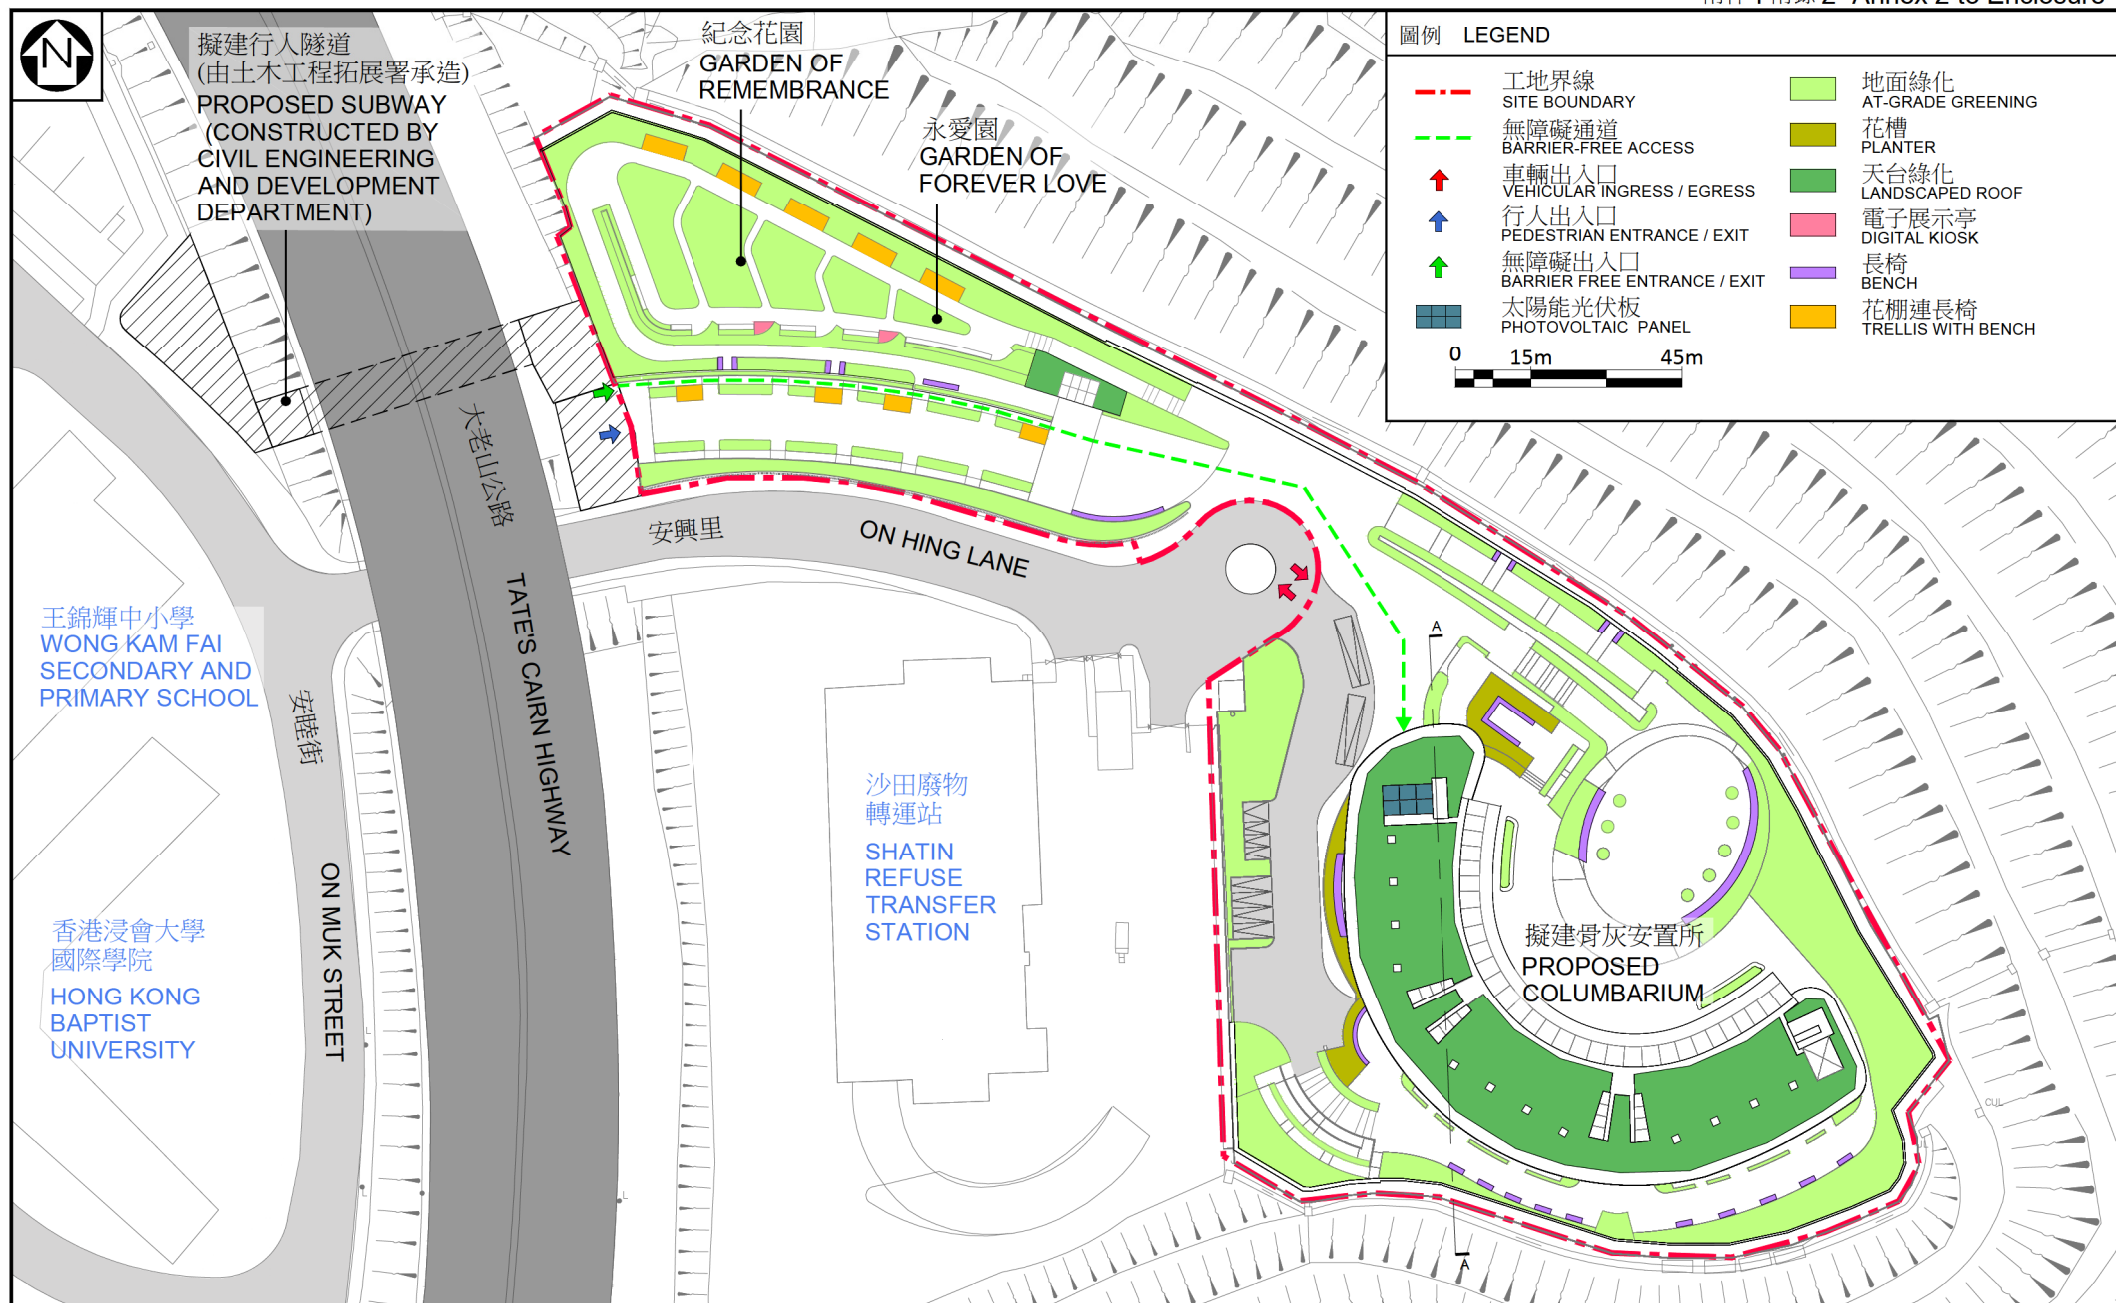 Annex 2 to Enclosure
N
擬建行人隧道
(由土木工程拓展署承造)
PROPOSED SUBWAY
(CONSTRUCTED BY
CIVIL ENGINEERING
AND DEVELOPMENT
DEPARTMENT)
紀念花園
GARDEN OF
REMEMBRANCE
永愛園
GARDEN OF
FOREVER LOVE
圖例 LEGEND
工地界線
SITE BOUNDARY
無障礙通道
BARRIER-FREE ACCESS
車輛出入口
VEHICULAR INGRESS / EGRESS
行人出入口
PEDESTRIAN ENTRANCE / EXIT
無障礙出入口
BARRIER FREE ENTRANCE / EXIT
太陽能光伏板
PHOTOVOLTAIC PANEL
地面綠化
AT-GRADE GREENING
花槽
PLANTER
天台綠化
LANDSCAPED ROOF
電子展示亭
DIGITAL KIOSK
長椅
BENCH
花棚連長椅
TRELLIS WITH BENCH
0 15m 45m
大老山公路
TATE'S CAIRN HIGHWAY
安興里
ON HING LANE
王錦輝中小學
WONG KAM FAI
SECONDARY AND
PRIMARY SCHOOL
安睦街
ON MUK STREET
香港浸會大學
國際學院
HONG KONG
BAPTIST
UNIVERSITY
沙田廢物
轉運站
SHATIN
REFUSE
TRANSFER
STATION
A
擬建骨灰安置所
PROPOSED
COLUMBARIUM
CUL
A